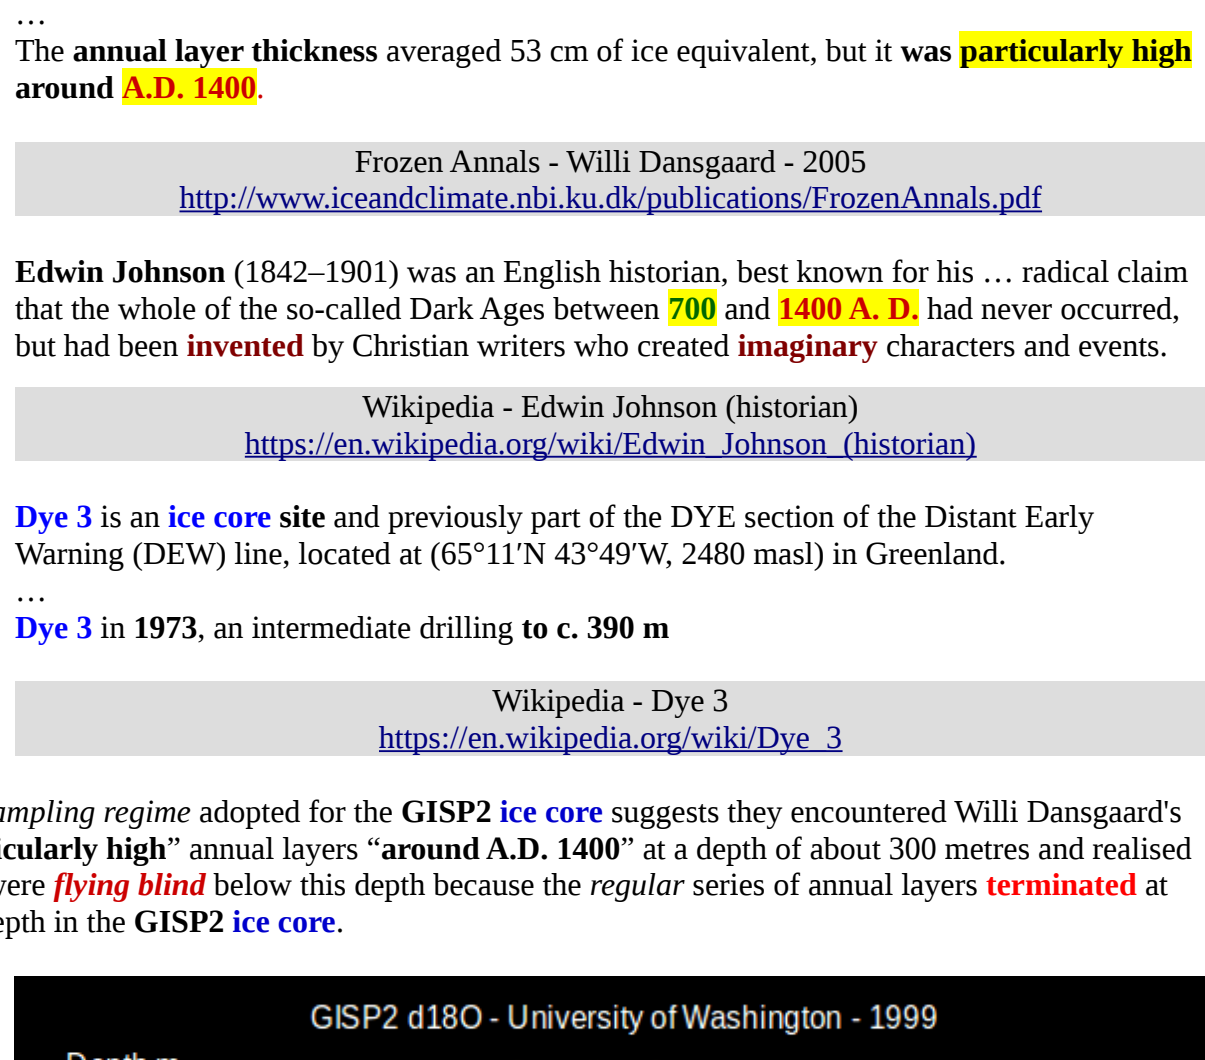 …
The annual layer thickness averaged 53 cm of ice equivalent, but it was particularly high
around A.D. 1400.
Frozen Annals - Willi Dansgaard - 2005
http://www.iceandclimate.nbi.ku.dk/publications/FrozenAnnals.pdf
Edwin Johnson (1842–1901) was an English historian, best known for his … radical claim
that the whole of the so-called Dark Ages between 700 and 1400 A. D. had never occurred,
but had been invented by Christian writers who created imaginary characters and events.
Wikipedia - Edwin Johnson (historian)
https://en.wikipedia.org/wiki/Edwin_Johnson_(historian)
Dye 3 is an ice core site and previously part of the DYE section of the Distant Early
Warning (DEW) line, located at (65°11′N 43°49′W, 2480 masl) in Greenland.
…
Dye 3 in 1973, an intermediate drilling to c. 390 m
Wikipedia - Dye 3
https://en.wikipedia.org/wiki/Dye_3
ampling regime adopted for the GISP2 ice core suggests they encountered Willi Dansgaard's
icularly high” annual layers “around A.D. 1400” at a depth of about 300 metres and realised
were flying blind below this depth because the regular series of annual layers terminated at
epth in the GISP2 ice core.
GISP2 d18O - University of Washington - 1999